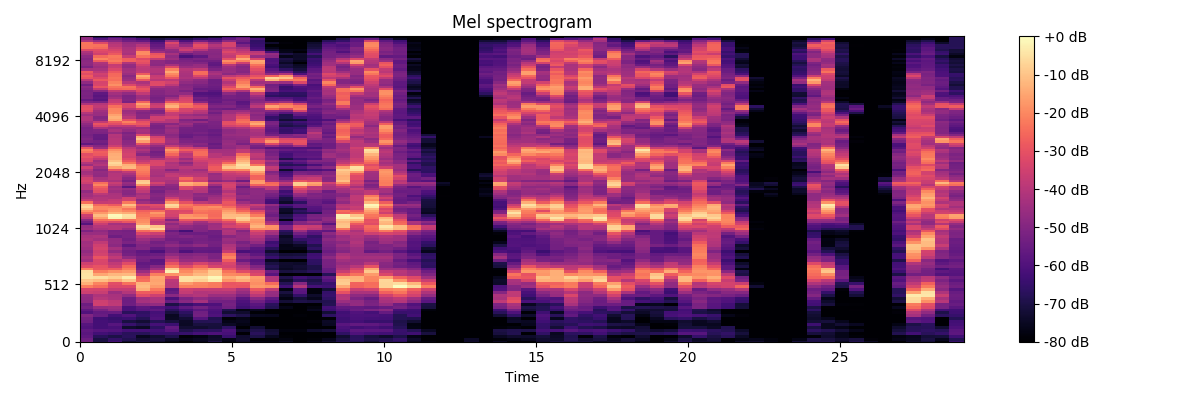 Mel spectrogram
8192
4096
2048
1024
512
0
Hz
0 5 10 15 20 25
Time
+0 dB
-10 dB
-20 dB
-30 dB
-40 dB
-50 dB
-60 dB
-70 dB
-80 dB